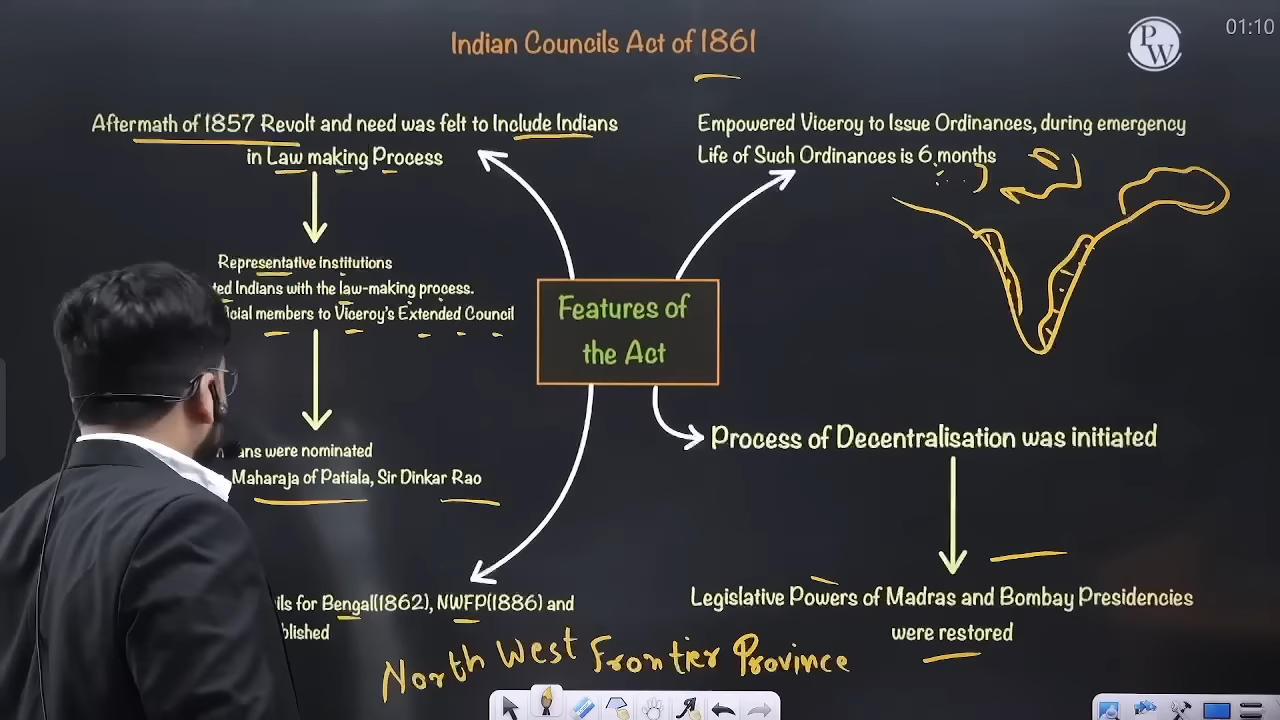 Indian Councils Act of 1861
PW
01:10
Aftermath of 1857 Revolt and need was felt to Include Indians
in Law making Process
Representative institutions
Indians with the law-making process.
members to Viceroy's Extended Council
were nominated
Maharaja of Patiala, Sir Dinkar Rao
for Bengal(1862), NWFP(1886) and
North West Frontier Province
Features of
the Act
Empowered Viceroy to Issue Ordinances, during emergency
Life of Such Ordinances is 6 months
Process of Decentralisation was initiated
Legislative Powers of Madras and Bombay Presidencies
were restored